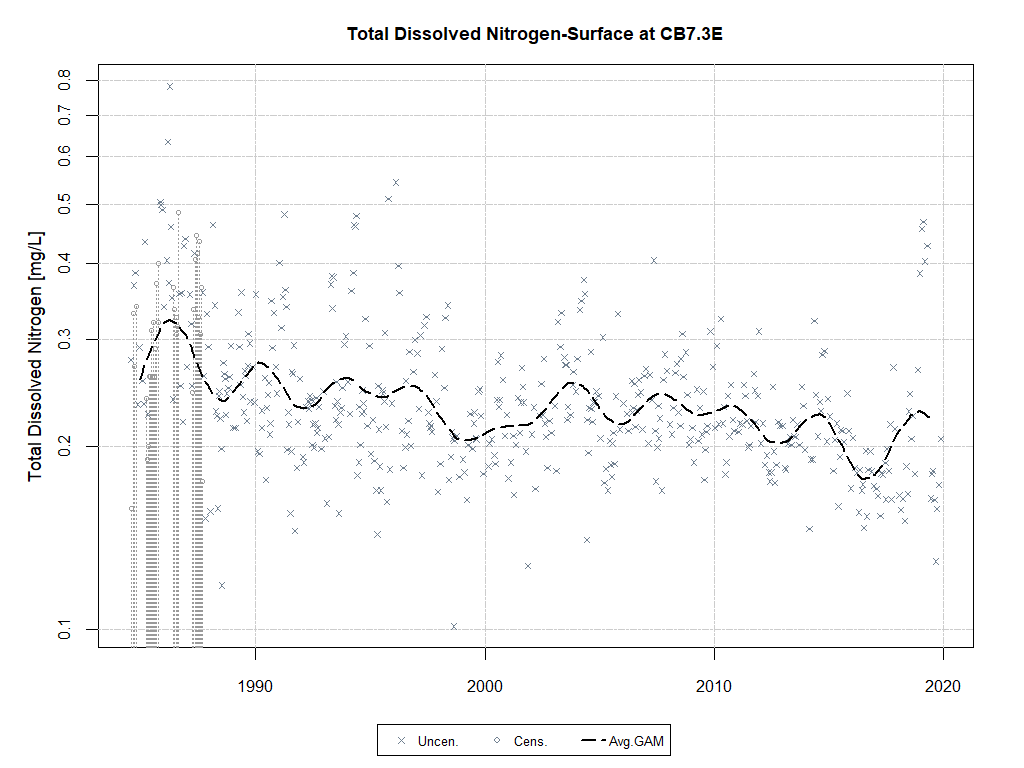 Total Dissolved Nitrogen-Surface at CB7.3E
Total Dissolved Nitrogen [mg/L]
0.8
0.7
0.6
0.5
0.4
0.3
0.2
0.1
1990 2000 2010 2020
Uncen. Cens. Avg.GAM